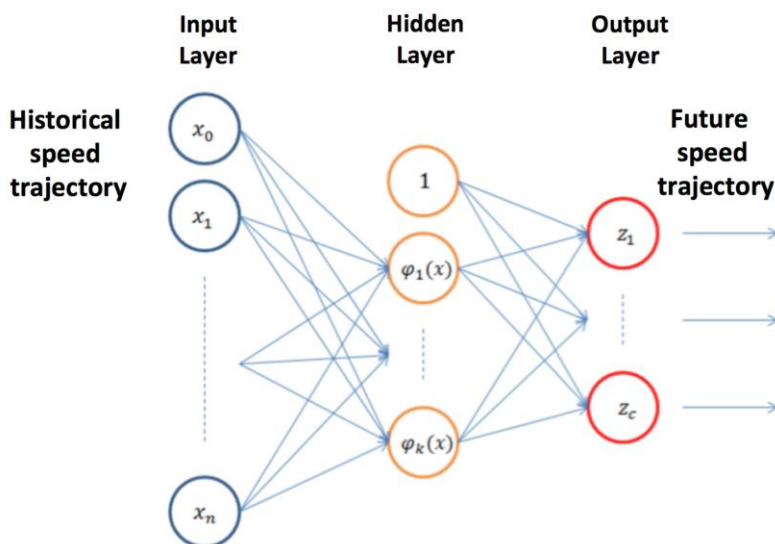 Input
Layer
Hidden
Layer
Output
Layer
Historical
speed
trajectory
Future
speed
trajectory
x₀
x₁
xₙ
1
φ₁(x)
φₖ(x)
z₁
z_c